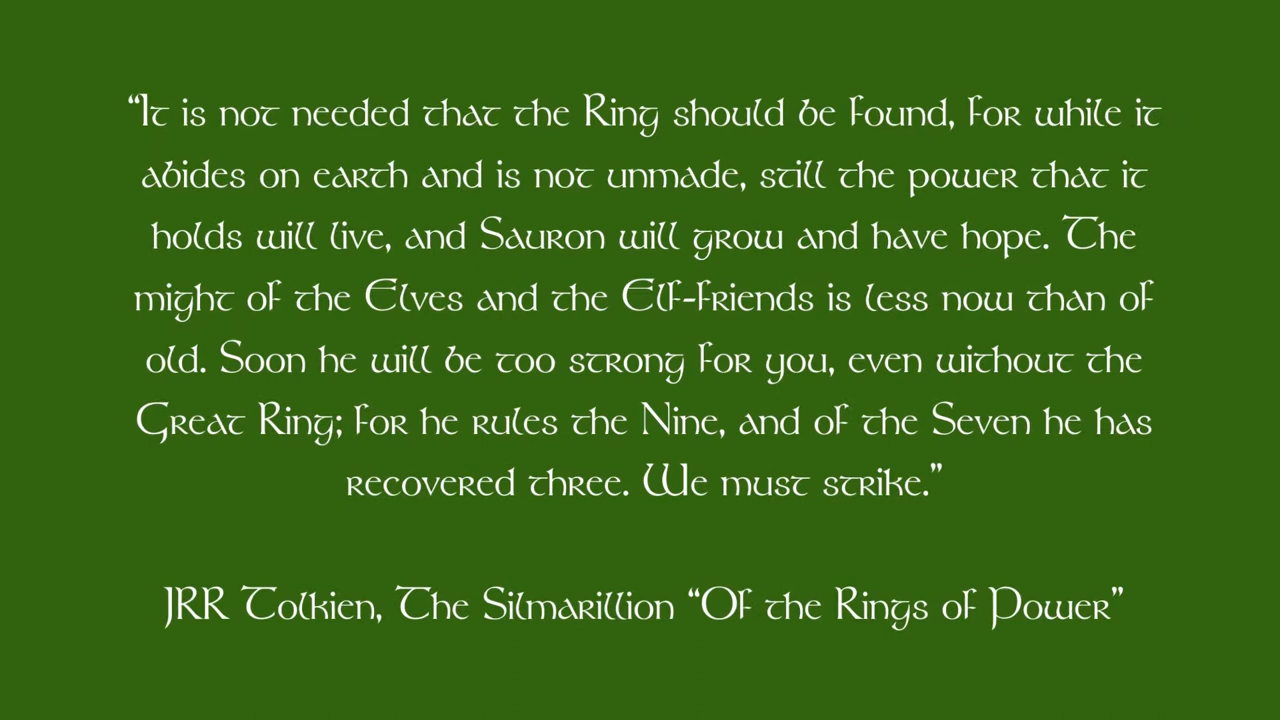 “It is not needed that the Ring should be found, for while it
abides on earth and is not unmade, still the power that it
holds will live, and Sauron will grow and have hope. The
might of the Elves and the Elf-friends is less now than of
old. Soon he will be too strong for you, even without the
Great Ring; for he rules the Nine, and of the Seven he has
recovered three. We must strike.”
JRR Tolkien, The Silmarillion “Of the Rings of Power”